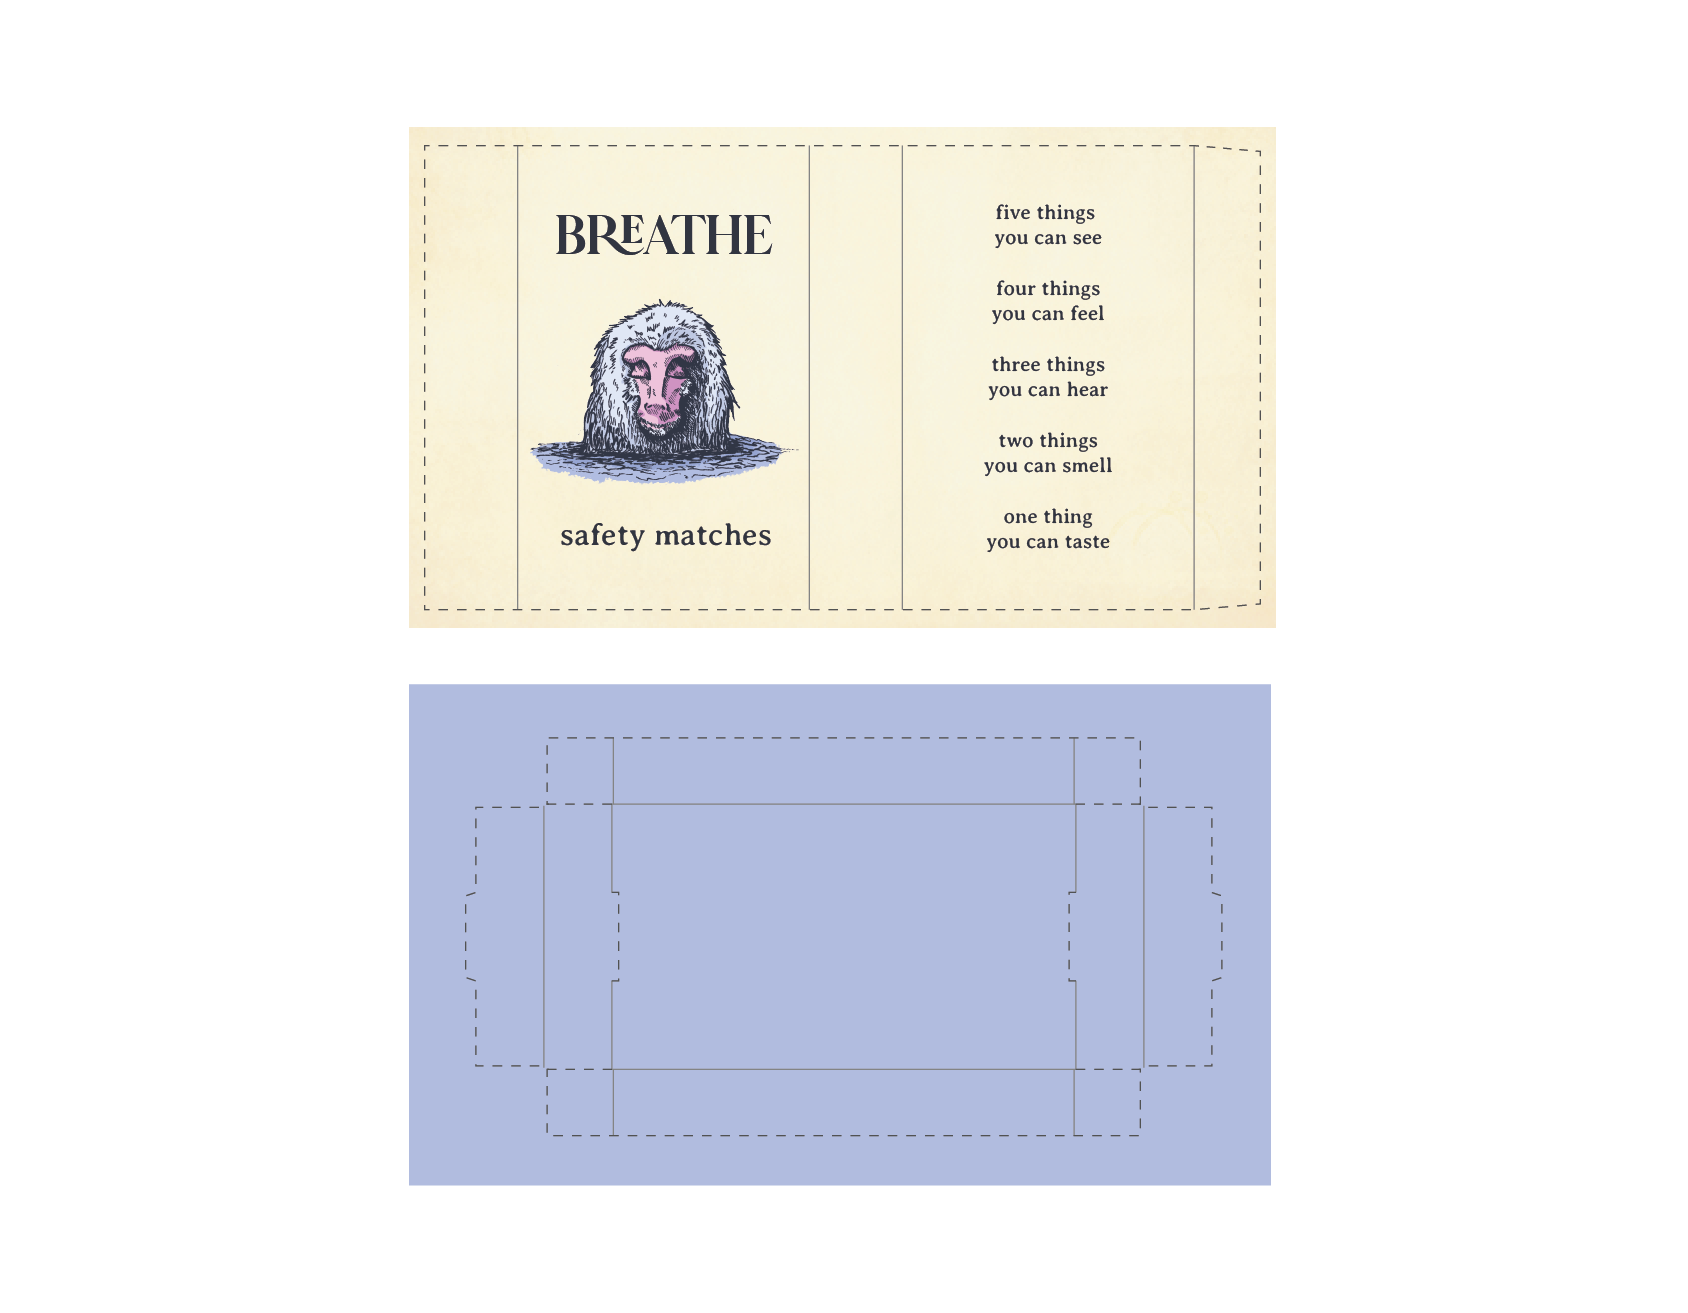 BREATHE
safety matches
five things
you can see
four things
you can feel
three things
you can hear
two things
you can smell
one thing
you can taste